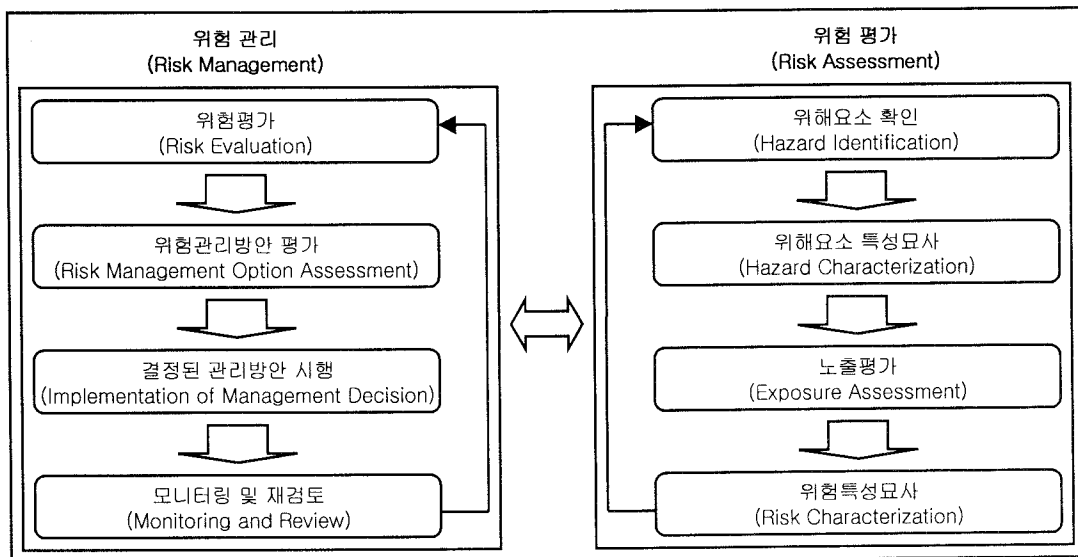 위험 관리
(Risk Management)
위험평가
(Risk Evaluation)
위험관리방안 평가
(Risk Management Option Assessment)
결정된 관리방안 시행
(Implementation of Management Decision)
모니터링 및 재검토
(Monitoring and Review)
위험 평가
(Risk Assessment)
위해요소 확인
(Hazard Identification)
위해요소 특성묘사
(Hazard Characterization)
노출평가
(Exposure Assessment)
위험특성묘사
(Risk Characterization)